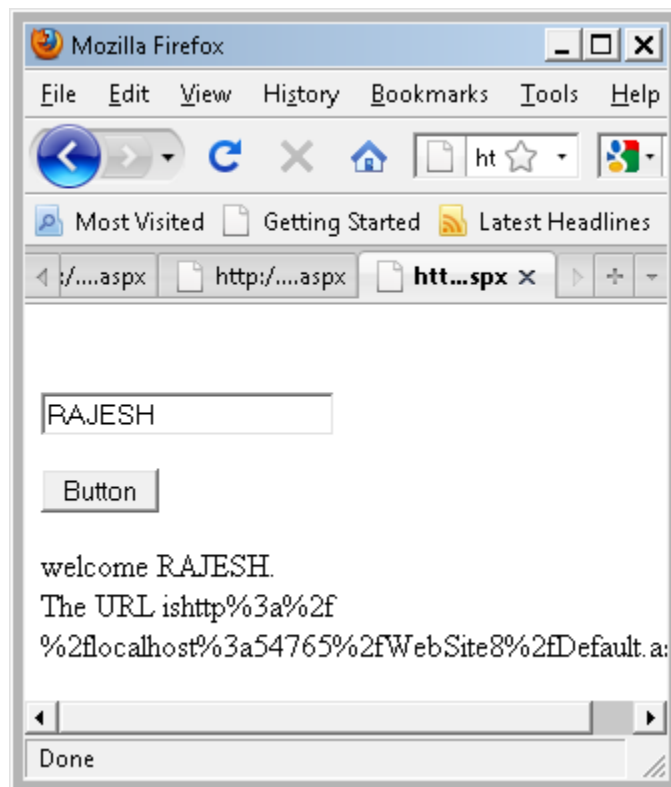 Mozilla Firefox
File Edit View History Bookmarks Tools Help
ht
Most Visited Getting Started Latest Headlines
:/....aspx http:/....aspx htt...spx
RAJESH
Button
welcome RAJESH.
The URL ishttp%3a%2f
%2flocalhost%3a54765%2fWebSite8%2fDefault.a
Done